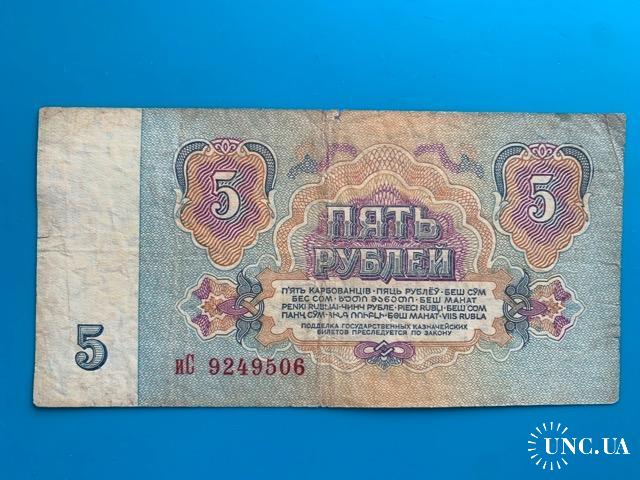 5 5
ПЯТЬ
РУБЛЕЙ
П'ЯТЬ КАРБОВАНЦІВ · ПЯЦЬ РУБЛЁЎ · БЕШ СЎМ
БЕС СОМ · ᲮᲣᲗᲘ ᲛᲐᲜᲔᲗᲘ · БЕШ МАНАТ
PENKI RUBLIAI · ЧИНЧ РУБЛЕ · PIECI RUBĻI · БЕШ СОМ
ПАНҶ СӮМ · ՀԻՆԳ ՌՈՒԲԼԻ · БӘШ МАНАТ · VIIS RUBLA
ПОДДЕЛКА ГОСУДАРСТВЕННЫХ КАЗНАЧЕЙСКИХ
БИЛЕТОВ ПРЕСЛЕДУЕТСЯ ПО ЗАКОНУ
5
иС 9249506
UNC.UA